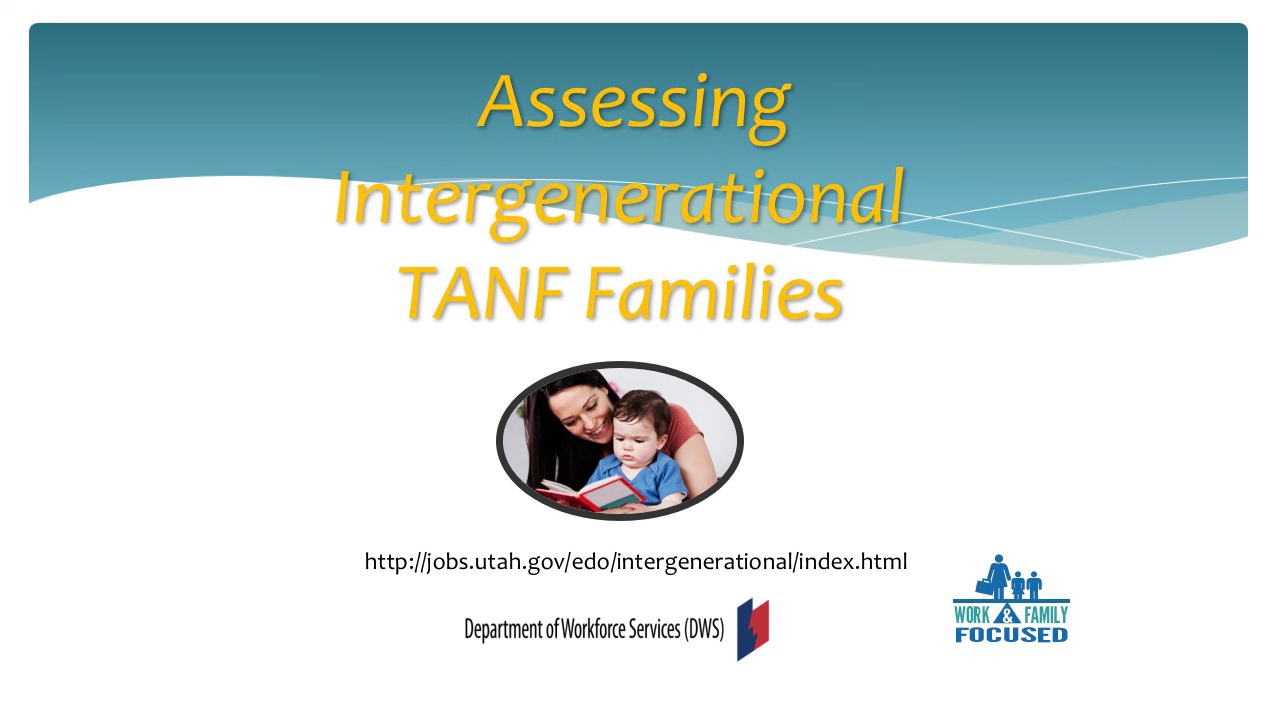 Assessing
Intergenerational
TANF Families
http://jobs.utah.gov/edo/intergenerational/index.html
Department of Workforce Services (DWS)
WORK & FAMILY
FOCUSED